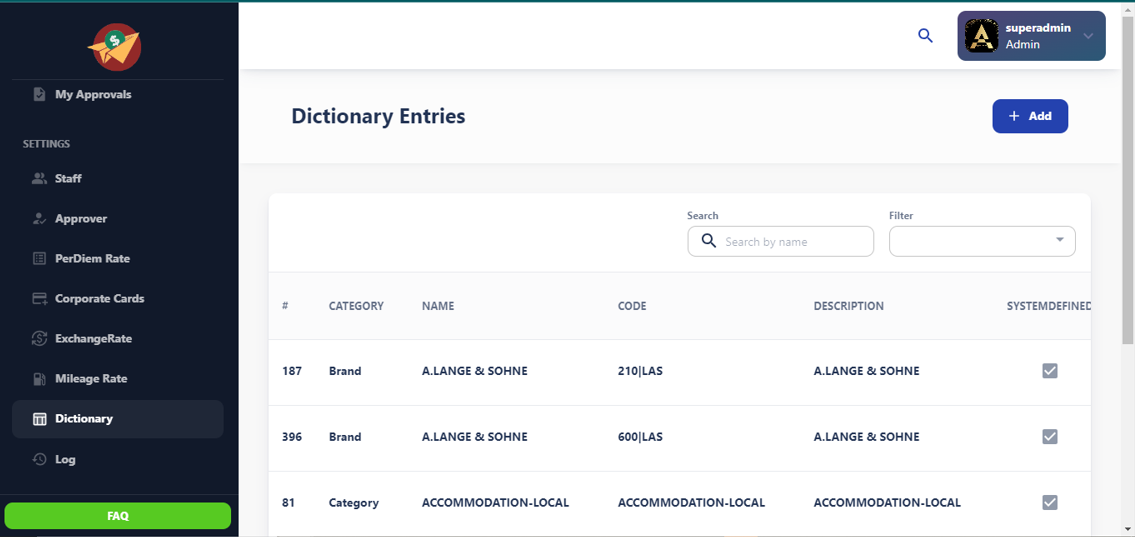 $
My Approvals
SETTINGS
Staff
Approver
PerDiem Rate
Corporate Cards
ExchangeRate
Mileage Rate
Dictionary
Log
FAQ
superadmin
Admin
Dictionary Entries
+ Add
Search
Search by name
Filter
# CATEGORY NAME CODE DESCRIPTION SYSTEMDEFINED
187 Brand A.LANGE & SOHNE 210|LAS A.LANGE & SOHNE
396 Brand A.LANGE & SOHNE 600|LAS A.LANGE & SOHNE
81 Category ACCOMMODATION-LOCAL ACCOMMODATION-LOCAL ACCOMMODATION-LOCAL